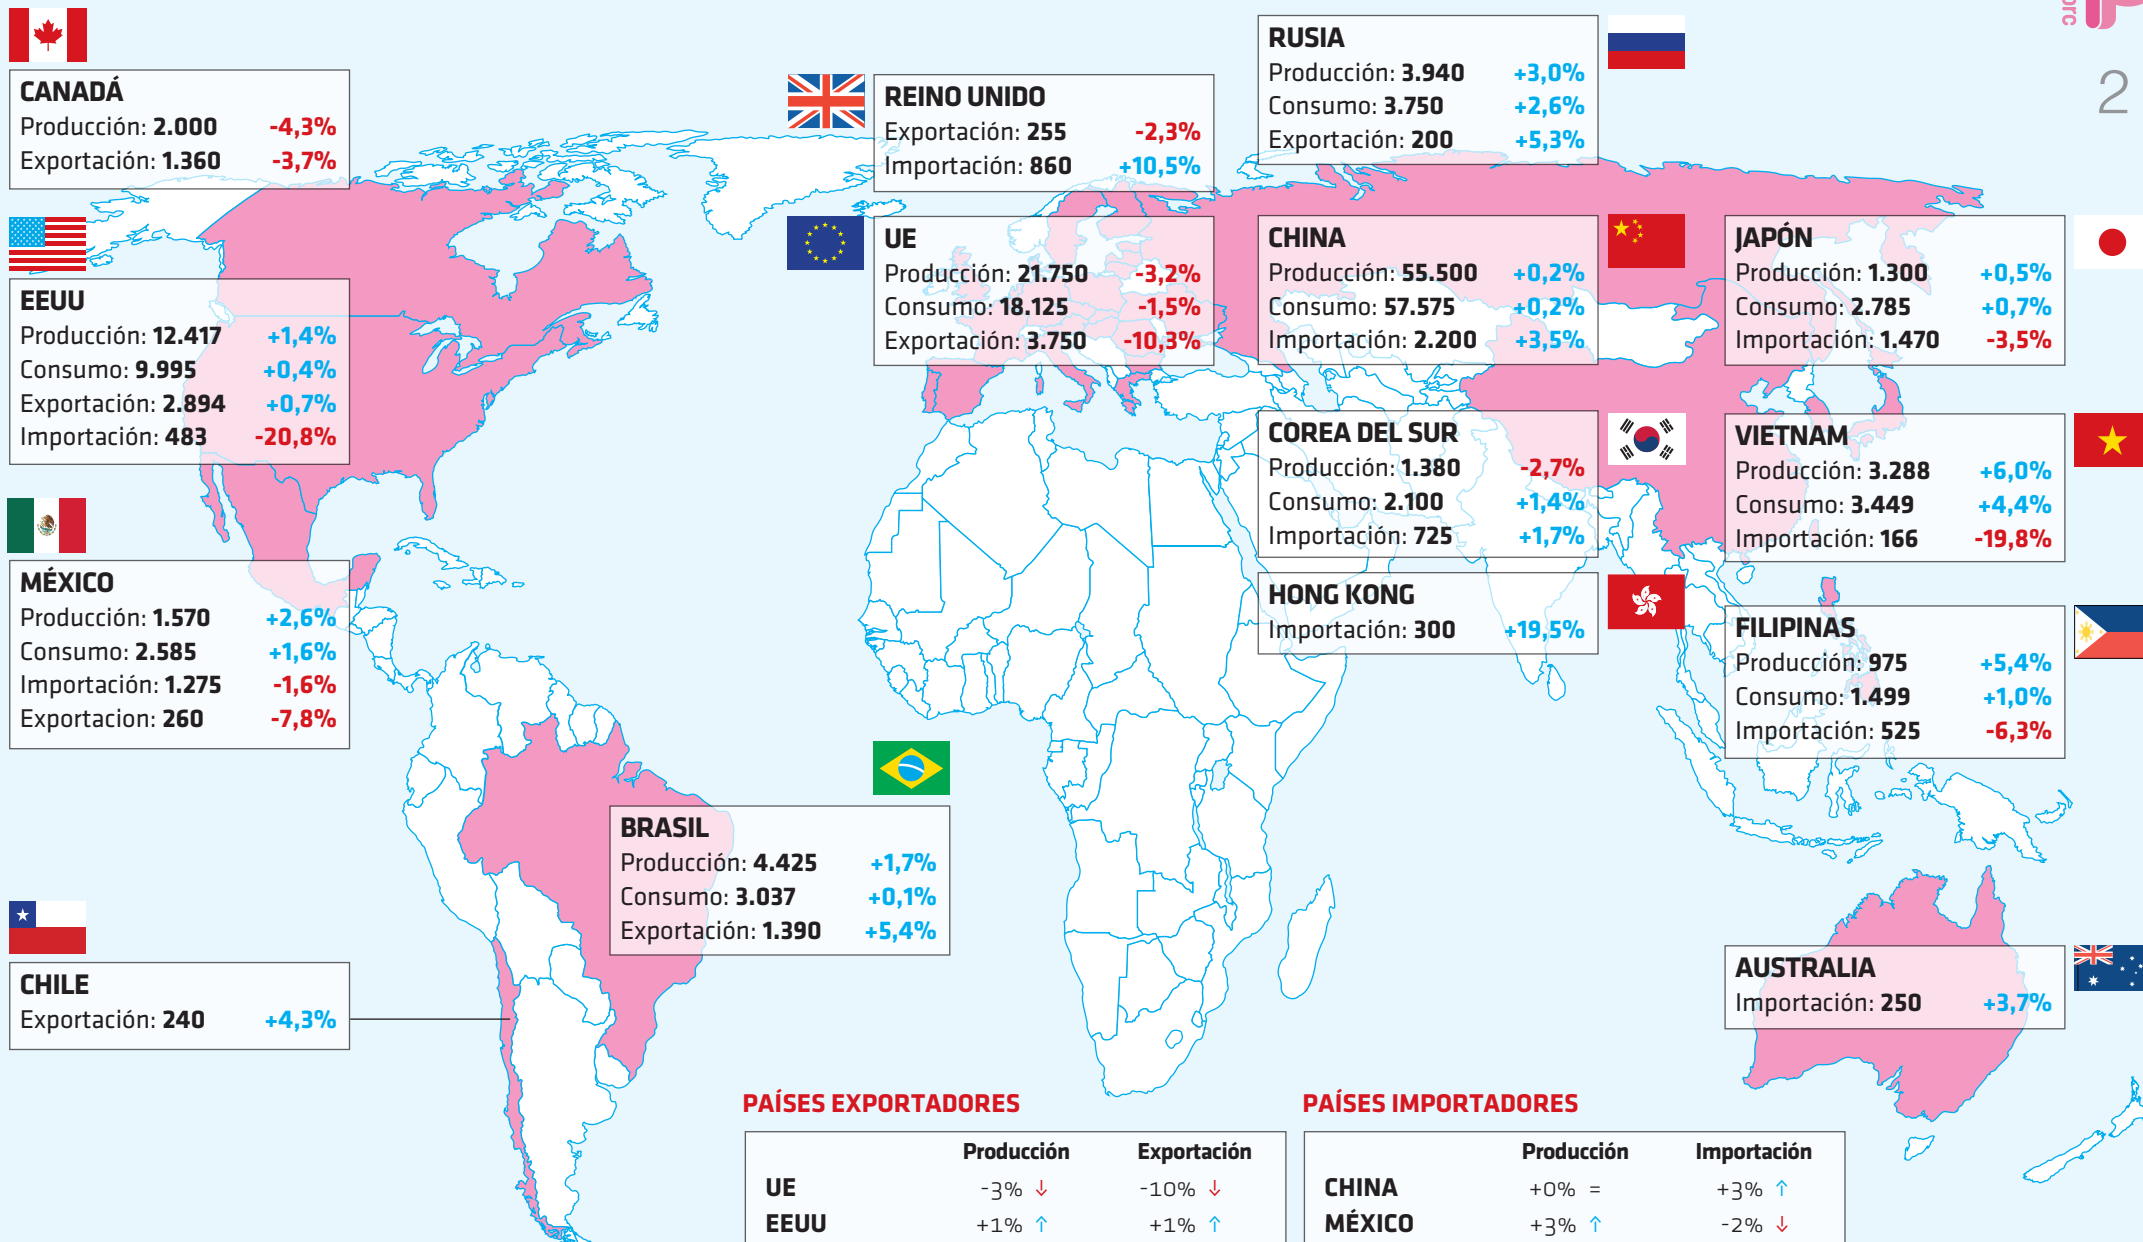 orc
2
CANADÁ
Producción: 2.000 -4,3%
Exportación: 1.360 -3,7%
EEUU
Producción: 12.417 +1,4%
Consumo: 9.995 +0,4%
Exportación: 2.894 +0,7%
Importación: 483 -20,8%
MÉXICO
Producción: 1.570 +2,6%
Consumo: 2.585 +1,6%
Importación: 1.275 -1,6%
Exportacion: 260 -7,8%
CHILE
Exportación: 240 +4,3%
BRASIL
Producción: 4.425 +1,7%
Consumo: 3.037 +0,1%
Exportación: 1.390 +5,4%
REINO UNIDO
Exportación: 255 -2,3%
Importación: 860 +10,5%
UE
Producción: 21.750 -3,2%
Consumo: 18.125 -1,5%
Exportación: 3.750 -10,3%
RUSIA
Producción: 3.940 +3,0%
Consumo: 3.750 +2,6%
Exportación: 200 +5,3%
CHINA
Producción: 55.500 +0,2%
Consumo: 57.575 +0,2%
Importación: 2.200 +3,5%
COREA DEL SUR
Producción: 1.380 -2,7%
Consumo: 2.100 +1,4%
Importación: 725 +1,7%
HONG KONG
Importación: 300 +19,5%
JAPÓN
Producción: 1.300 +0,5%
Consumo: 2.785 +0,7%
Importación: 1.470 -3,5%
VIETNAM
Producción: 3.288 +6,0%
Consumo: 3.449 +4,4%
Importación: 166 -19,8%
FILIPINAS
Producción: 975 +5,4%
Consumo: 1.499 +1,0%
Importación: 525 -6,3%
AUSTRALIA
Importación: 250 +3,7%
PAÍSES EXPORTADORES
Producción Exportación
UE -3% ↓ -10% ↓
EEUU +1% ↑ +1% ↑
PAÍSES IMPORTADORES
Producción Importación
CHINA +0% = +3% ↑
MÉXICO +3% ↑ -2% ↓